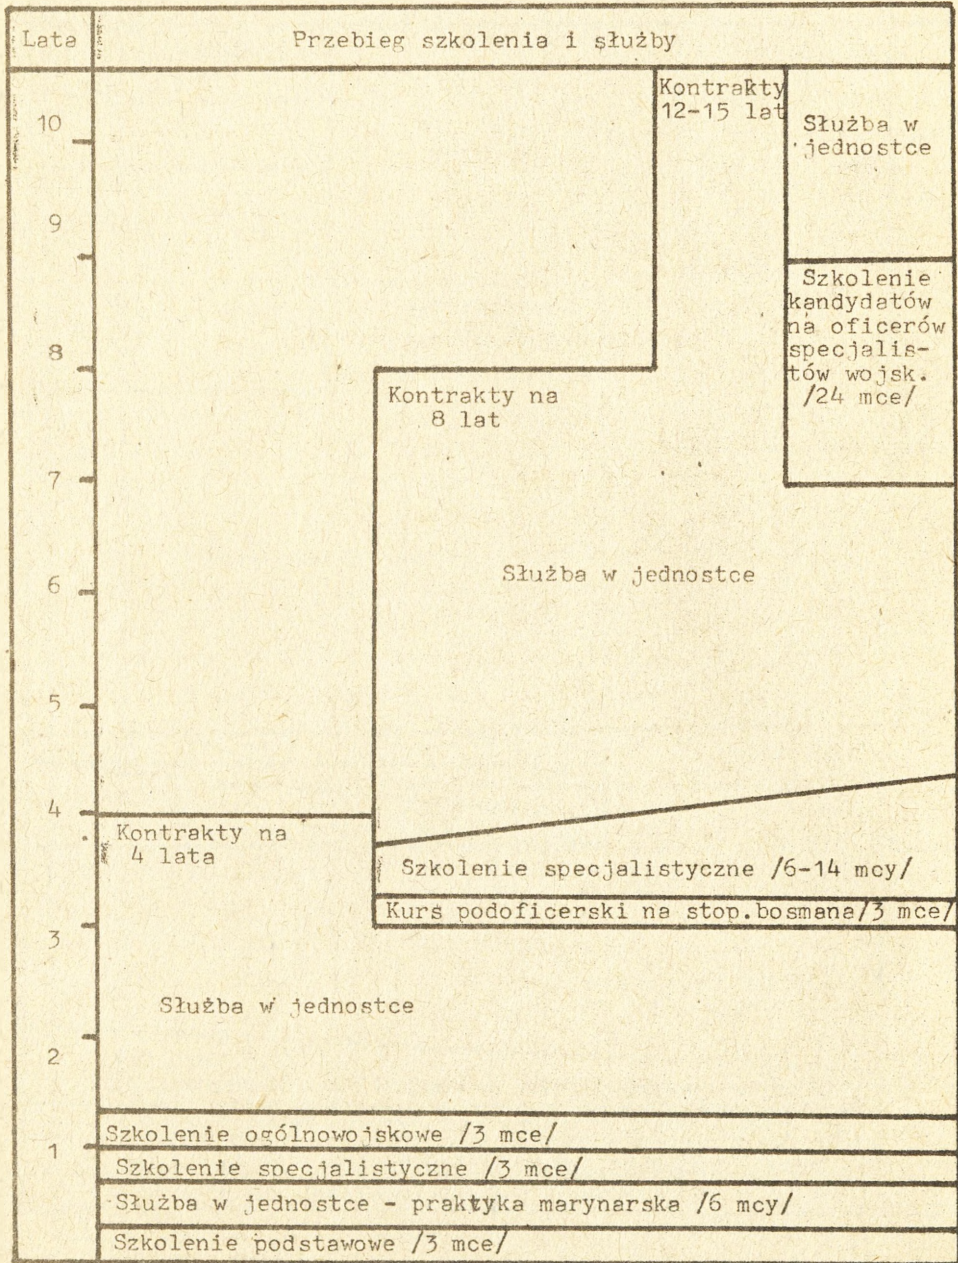 Lata
Przebieg szkolenia i służby
Kontrakty
12-15 lat
Służba w
jednostce
10
9
Szkolenie
kandydatów
na oficerów
specjalis-
tów wojsk.
/24 mce/
8
Kontrakty na
8 lat
7
Służba w jednostce
6
5
4
Kontrakty na
4 lata
Szkolenie specjalistyczne /6-14 mcy/
Kurs podoficerski na stop.bosmana/3 mce/
3
Służba w jednostce
2
Szkolenie ogólnowojskowe /3 mce/
1
Szkolenie specjalistyczne /3 mce/
Służba w jednostce - praktyka marynarska /6 mcy/
Szkolenie podstawowe /3 mce/